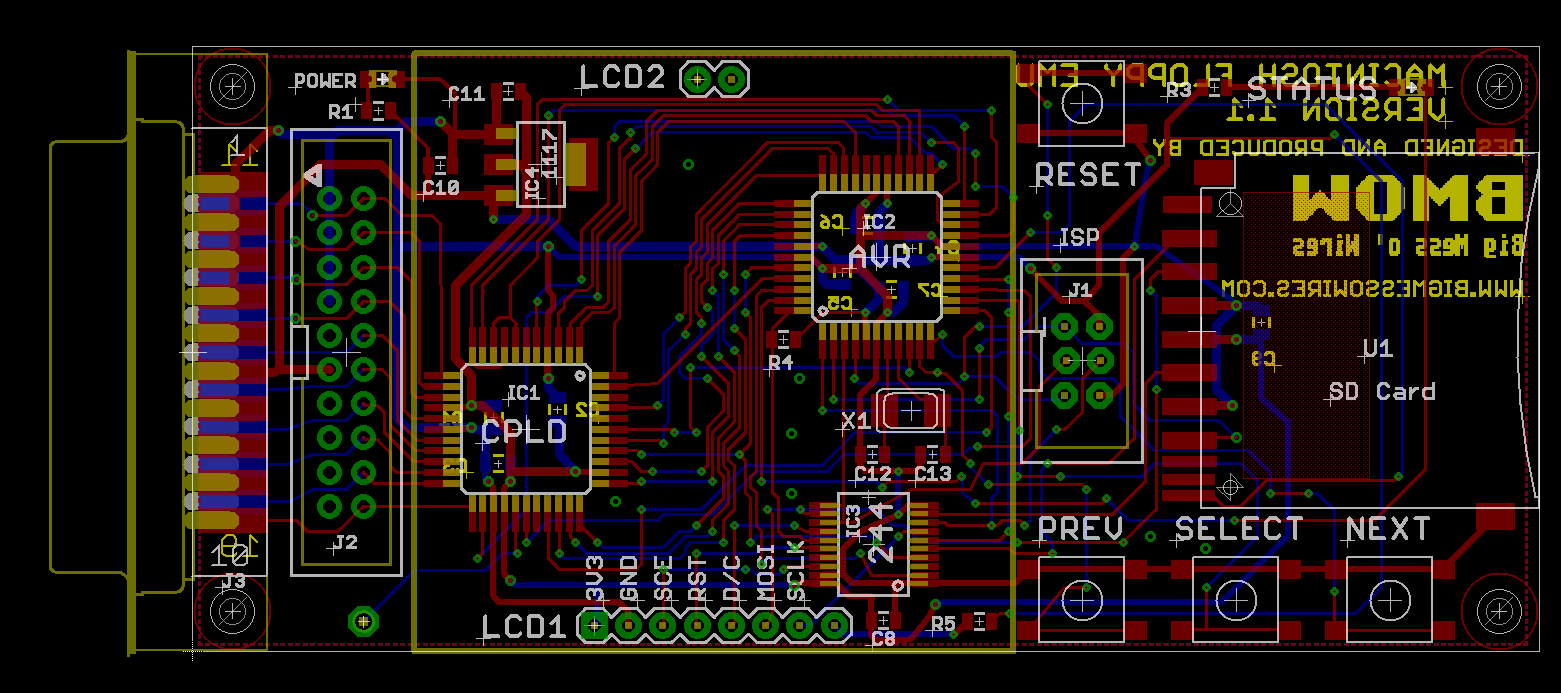 MACINTOSH FLOPPY EMU
VERSION 1.1
DESIGNED AND PRODUCED BY
BMOW
Big Mess o' Wires
WWW.BIGMESSOWIRES.COM
POWER
R1
C11
C10
IC4
1117
LCD2
R3
STATUS
RESET
ISP
J1
C6
IC2
AVR
C7
C5
R4
IC1
CPLD
C2
X1
C12
C13
IC3
244
U1
SD Card
C9
PREV
SELECT
NEXT
J2
J3
10
3V3
GND
SCE
RST
D/C
MOSI
SCLK
LCD1
C8
R5